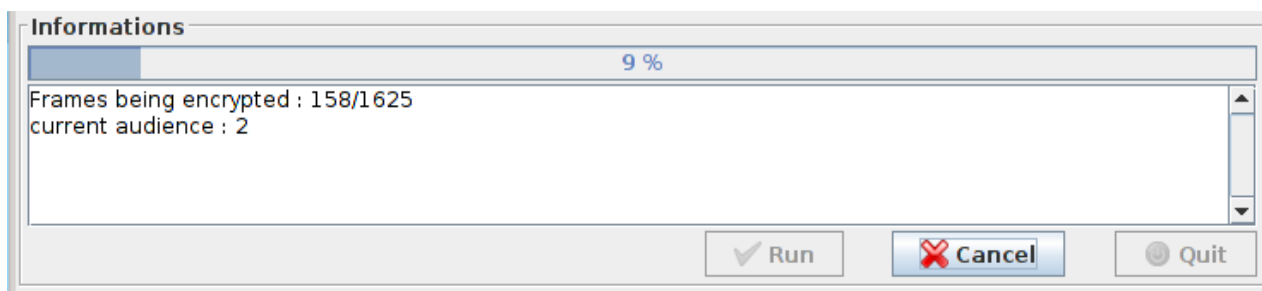 Informations
9 %
Frames being encrypted : 158/1625
current audience : 2
Run Cancel Quit